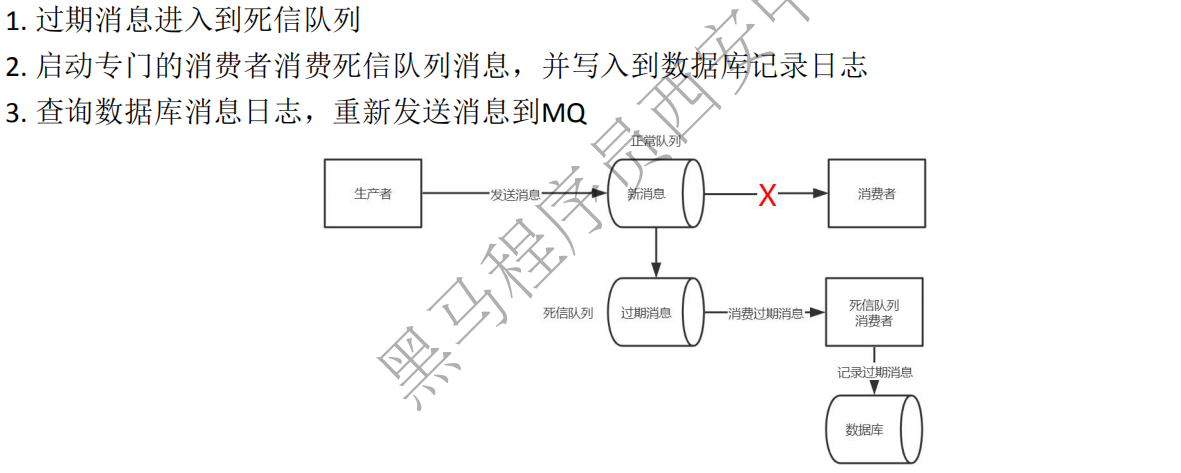 1. 过期消息进入到死信队列
2. 启动专门的消费者消费死信队列消息，并写入到数据库记录日志
3. 查询数据库消息日志，重新发送消息到MQ
正常队列
生产者
发送消息
新消息
X
消费者
死信队列
过期消息
消费过期消息
死信队列
消费者
记录过期消息
数据库
黑马程序员西安中